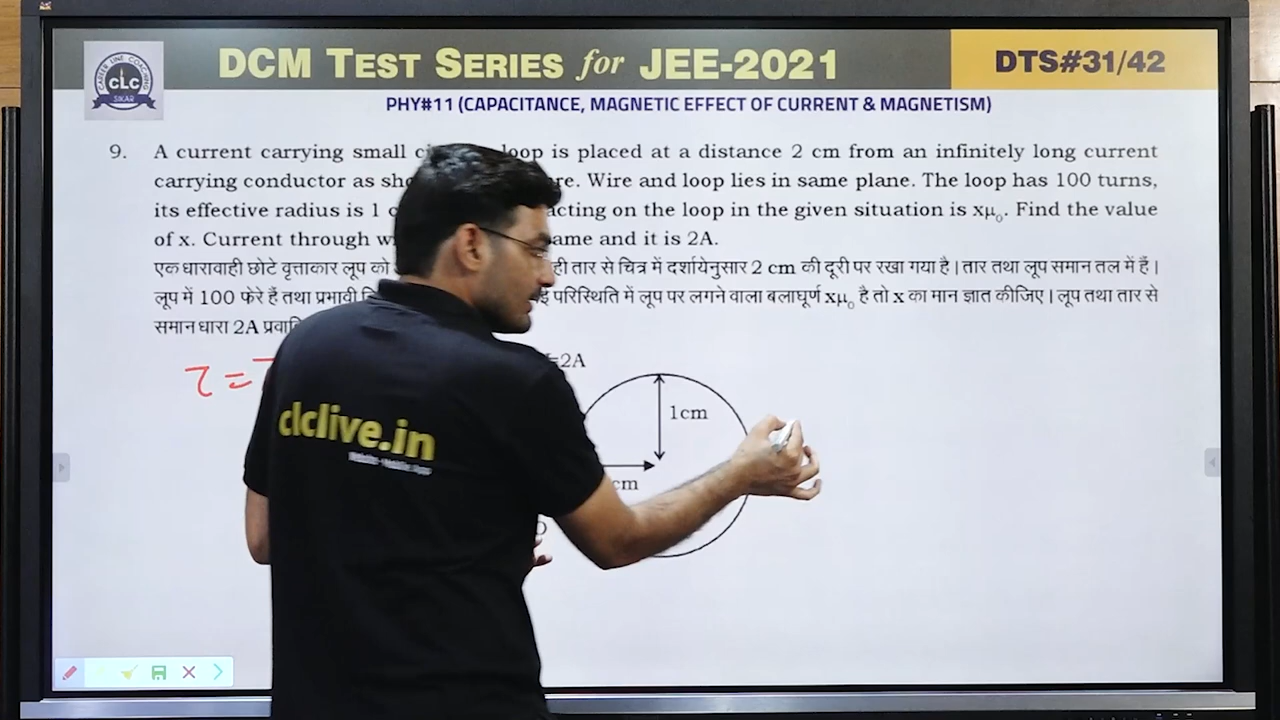 DCM TEST SERIES for JEE-2021
DTS#31/42
CAREER LINE COACHING
CLC
SIKAR
PHY#11 (CAPACITANCE, MAGNETIC EFFECT OF CURRENT & MAGNETISM)
9. A current carrying small loop is placed at a distance 2 cm from an infinitely long current
carrying conductor as Wire and loop lies in same plane. The loop has 100 turns,
its effective radius is 1 acting on the loop in the given situation is xμ₀. Find the value
of x. Current through and it is 2A.
एक धारावाही छोटे वृत्ताकार लूप को तार से चित्र में दर्शायेनुसार 2 cm की दूरी पर रखा गया है। तार तथा लूप समान तल में हैं।
लूप में 100 फेरे हैं तथा प्रभावी परिस्थिति में लूप पर लगने वाला बलाघूर्ण xμ₀ है तो x का मान ज्ञात कीजिए। लूप तथा तार से
समान धारा 2A
τ =
=2A
1cm
cm
clclive.in